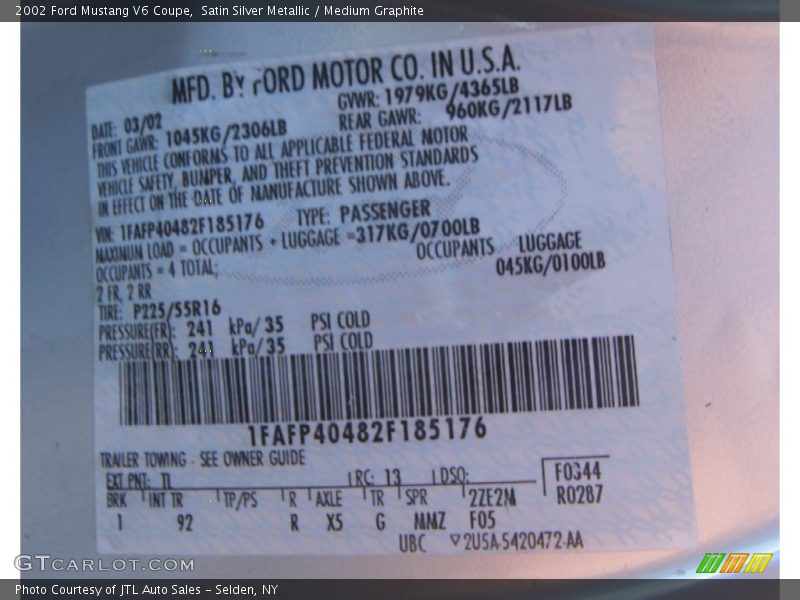 2002 Ford Mustang V6 Coupe, Satin Silver Metallic / Medium Graphite
MFD. BY FORD MOTOR CO. IN U.S.A.
DATE: 03/02 GVWR: 1979KG/4365LB
FRONT GAWR: 1045KG/2306LB REAR GAWR: 960KG/2117LB
THIS VEHICLE CONFORMS TO ALL APPLICABLE FEDERAL MOTOR
VEHICLE SAFETY, BUMPER, AND THEFT PREVENTION STANDARDS
IN EFFECT ON THE DATE OF MANUFACTURE SHOWN ABOVE.
VIN: 1FAFP40482F185176 TYPE: PASSENGER
MAXIMUM LOAD = OCCUPANTS + LUGGAGE =317KG/0700LB
OCCUPANTS = 4 TOTAL; OCCUPANTS LUGGAGE
2 FR, 2 RR 045KG/0100LB
TIRE: P225/55R16
PRESSURE(FR): 241 kPa/ 35 PSI COLD
PRESSURE(RR): 241 kPa/ 35 PSI COLD
1FAFP40482F185176
TRAILER TOWING - SEE OWNER GUIDE
EXT PNT: TL RC: 13 DSO: F0344
BRK INT TR TP/PS R AXLE TR SPR 2ZE2N R0287
1 92 R X5 G MMZ F05
UBC 2U5A-5420472-AA
GTCARLOT.COM
Photo Courtesy of JTL Auto Sales - Selden, NY